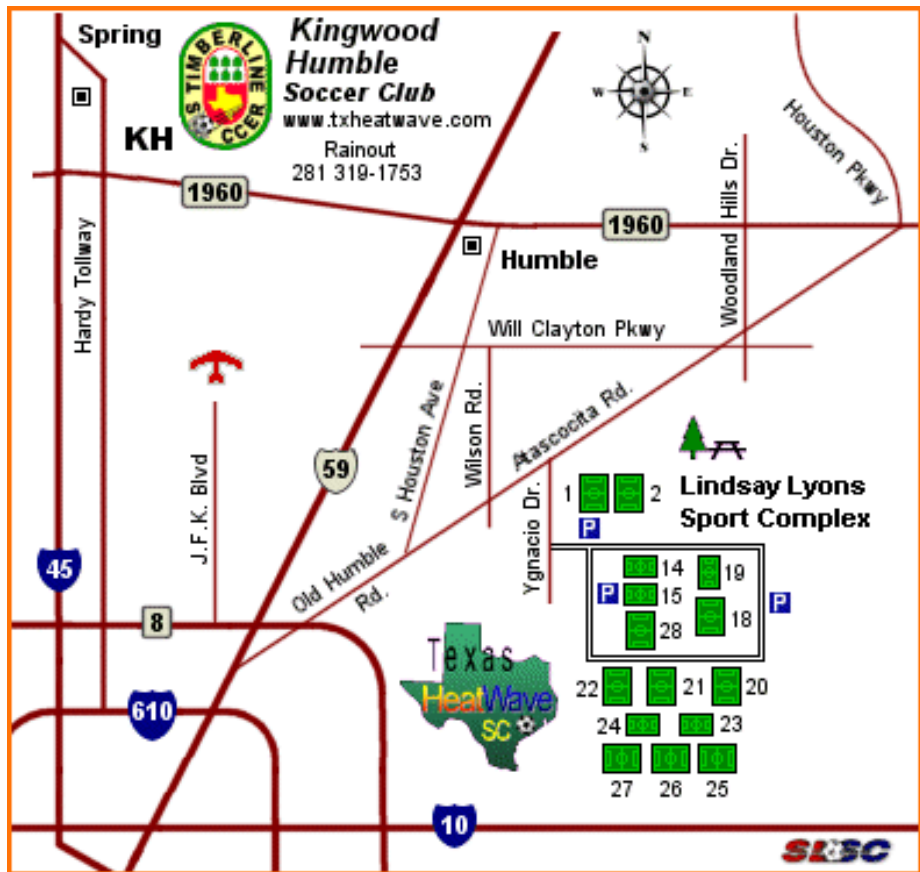 Spring
TIMBERLINE
SOCCER
KH
Kingwood
Humble
Soccer Club
www.txheatwave.com
Rainout
281 319-1753
N
W
E
S
Houston Pkwy
Woodland Hills Dr.
1960
1960
Hardy Tollway
Humble
Will Clayton Pkwy
S Houston Ave
Wilson Rd.
Atascocita Rd.
J.F.K. Blvd
59
Old Humble
Rd.
Ygnacio Dr.
1
2
Lindsay Lyons
Sport Complex
P
45
8
14
19
P
15
P
28
18
Texas
HeatWave
SC
22
21
20
24
23
27
26
25
610
10
SLSC